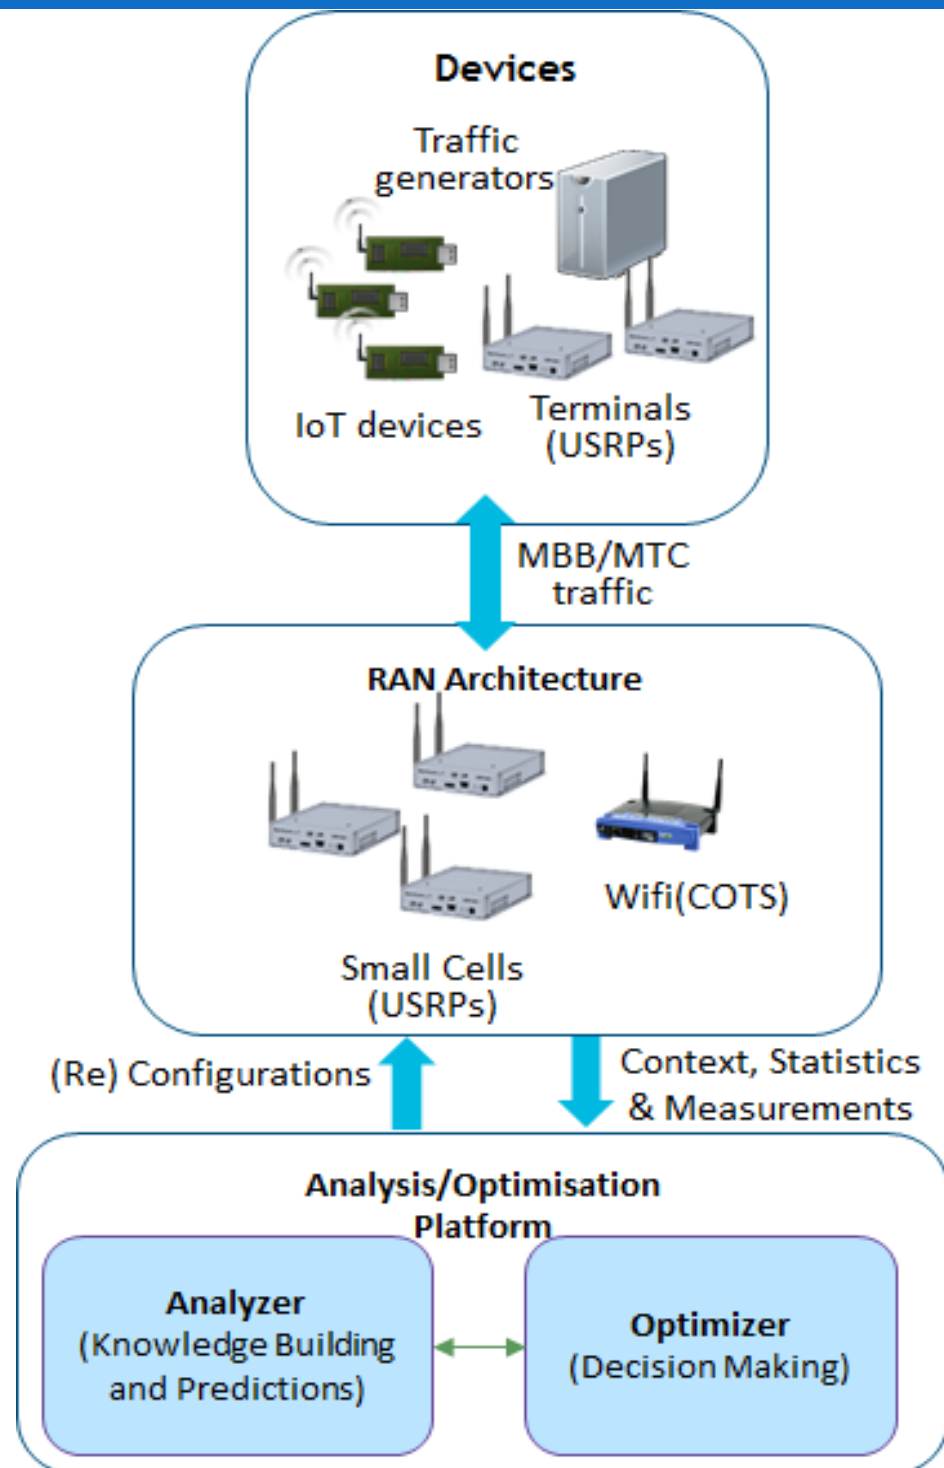 Devices
Traffic
generators
IoT devices
Terminals
(USRPs)
MBB/MTC
traffic
RAN Architecture
Wifi(COTS)
Small Cells
(USRPs)
(Re) Configurations
Context, Statistics
& Measurements
Analysis/Optimisation
Platform
Analyzer
(Knowledge Building
and Predictions)
Optimizer
(Decision Making)